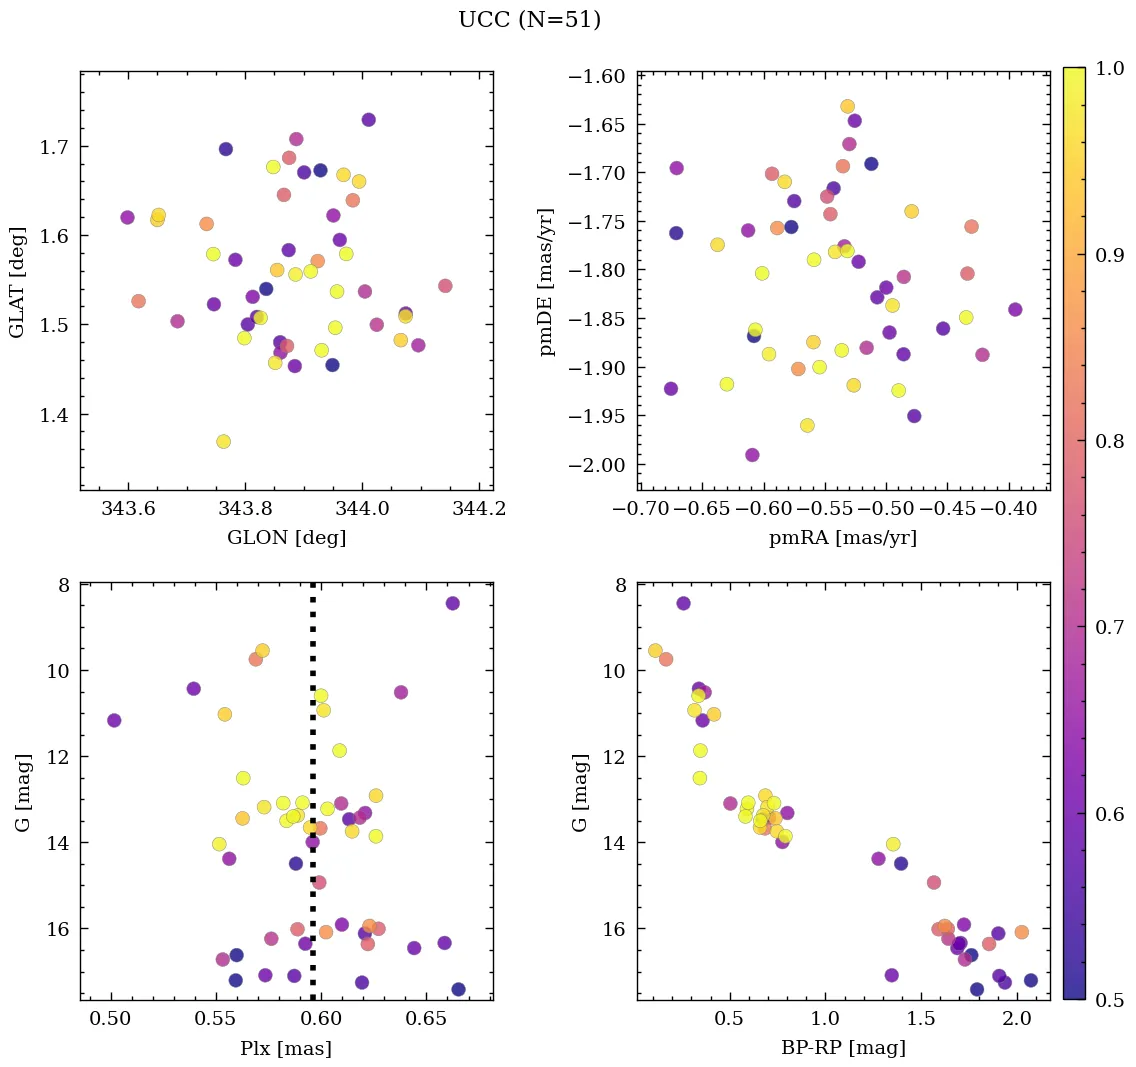 UCC (N=51)
1.7
1.6
1.5
1.4
GLAT [deg]
343.6 343.8 344.0 344.2
GLON [deg]
−1.60
−1.65
−1.70
−1.75
−1.80
−1.85
−1.90
−1.95
−2.00
pmDE [mas/yr]
−0.70 −0.65 −0.60 −0.55 −0.50 −0.45 −0.40
pmRA [mas/yr]
8
10
12
14
16
G [mag]
0.50 0.55 0.60 0.65
Plx [mas]
8
10
12
14
16
G [mag]
0.5 1.0 1.5 2.0
BP-RP [mag]
1.0
0.9
0.8
0.7
0.6
0.5